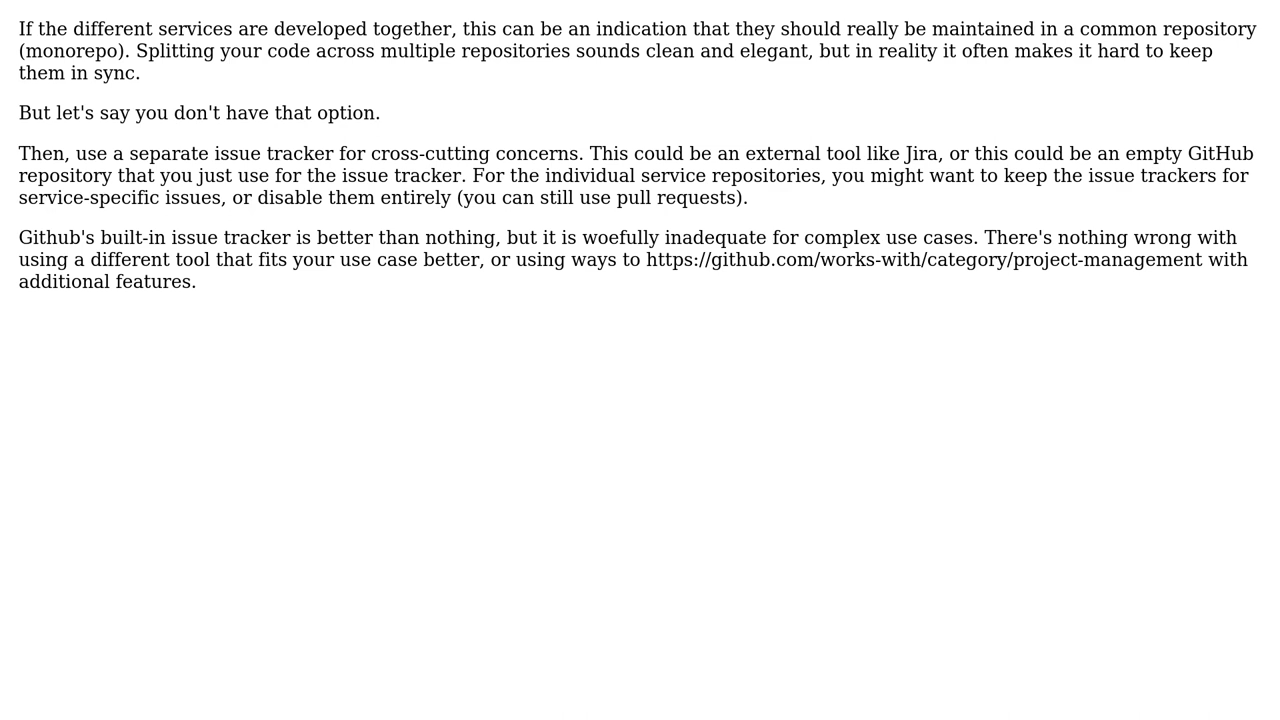 If the different services are developed together, this can be an indication that they should really be maintained in a common repository
(monorepo). Splitting your code across multiple repositories sounds clean and elegant, but in reality it often makes it hard to keep
them in sync.
But let's say you don't have that option.
Then, use a separate issue tracker for cross-cutting concerns. This could be an external tool like Jira, or this could be an empty GitHub
repository that you just use for the issue tracker. For the individual service repositories, you might want to keep the issue trackers for
service-specific issues, or disable them entirely (you can still use pull requests).
Github's built-in issue tracker is better than nothing, but it is woefully inadequate for complex use cases. There's nothing wrong with
using a different tool that fits your use case better, or using ways to https://github.com/works-with/category/project-management with
additional features.